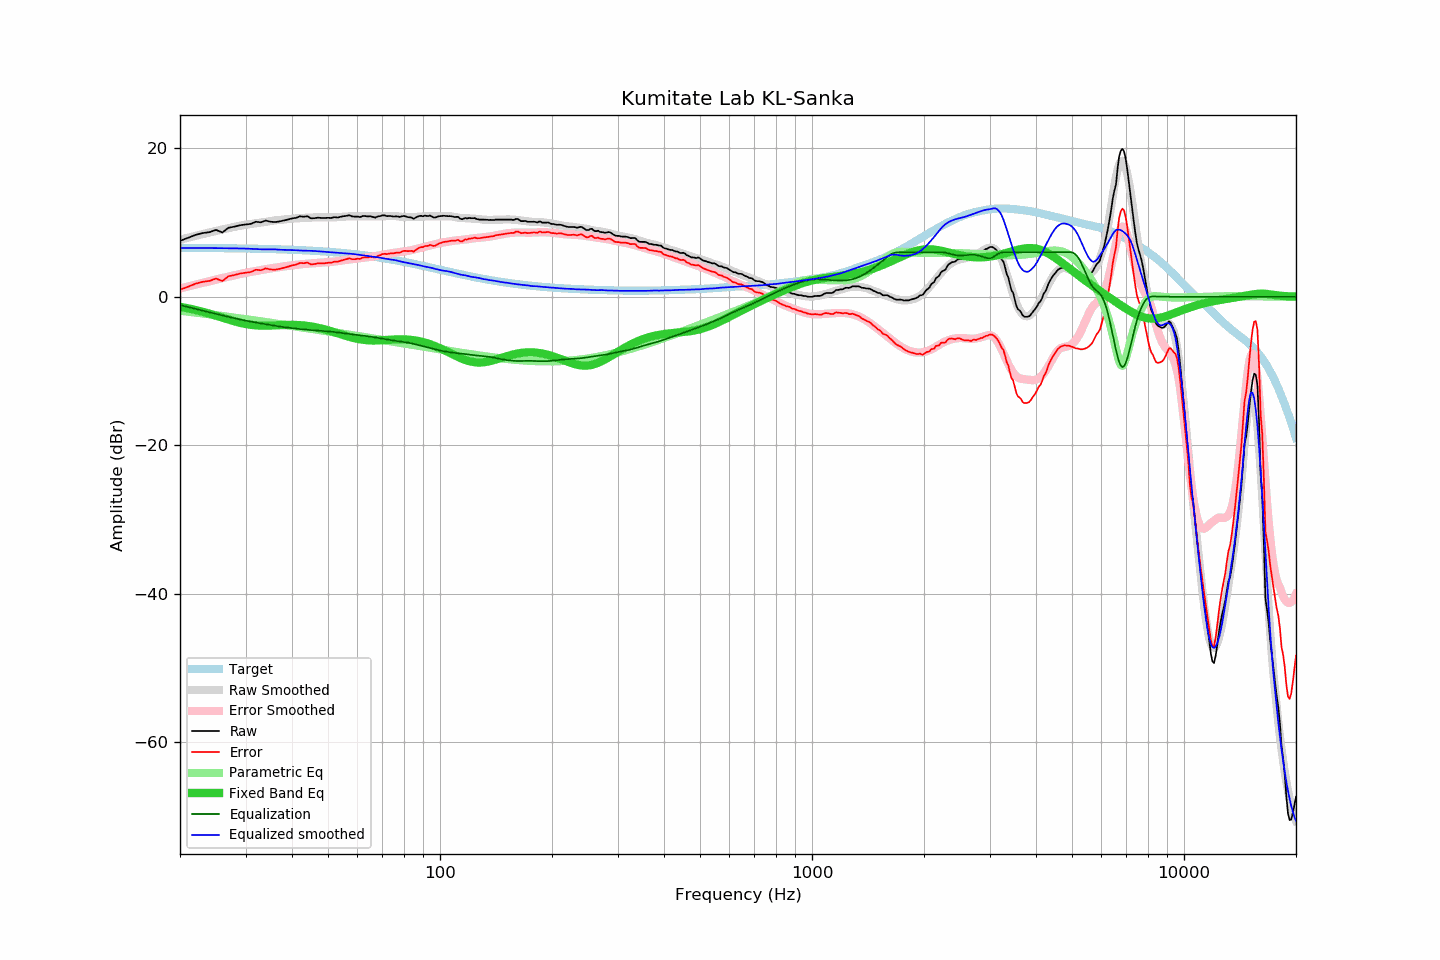 Kumitate Lab KL-Sanka
20
0
−20
−40
−60
Amplitude (dBr)
Target
Raw Smoothed
Error Smoothed
Raw
Error
Parametric Eq
Fixed Band Eq
Equalization
Equalized smoothed
100
1000
10000
Frequency (Hz)